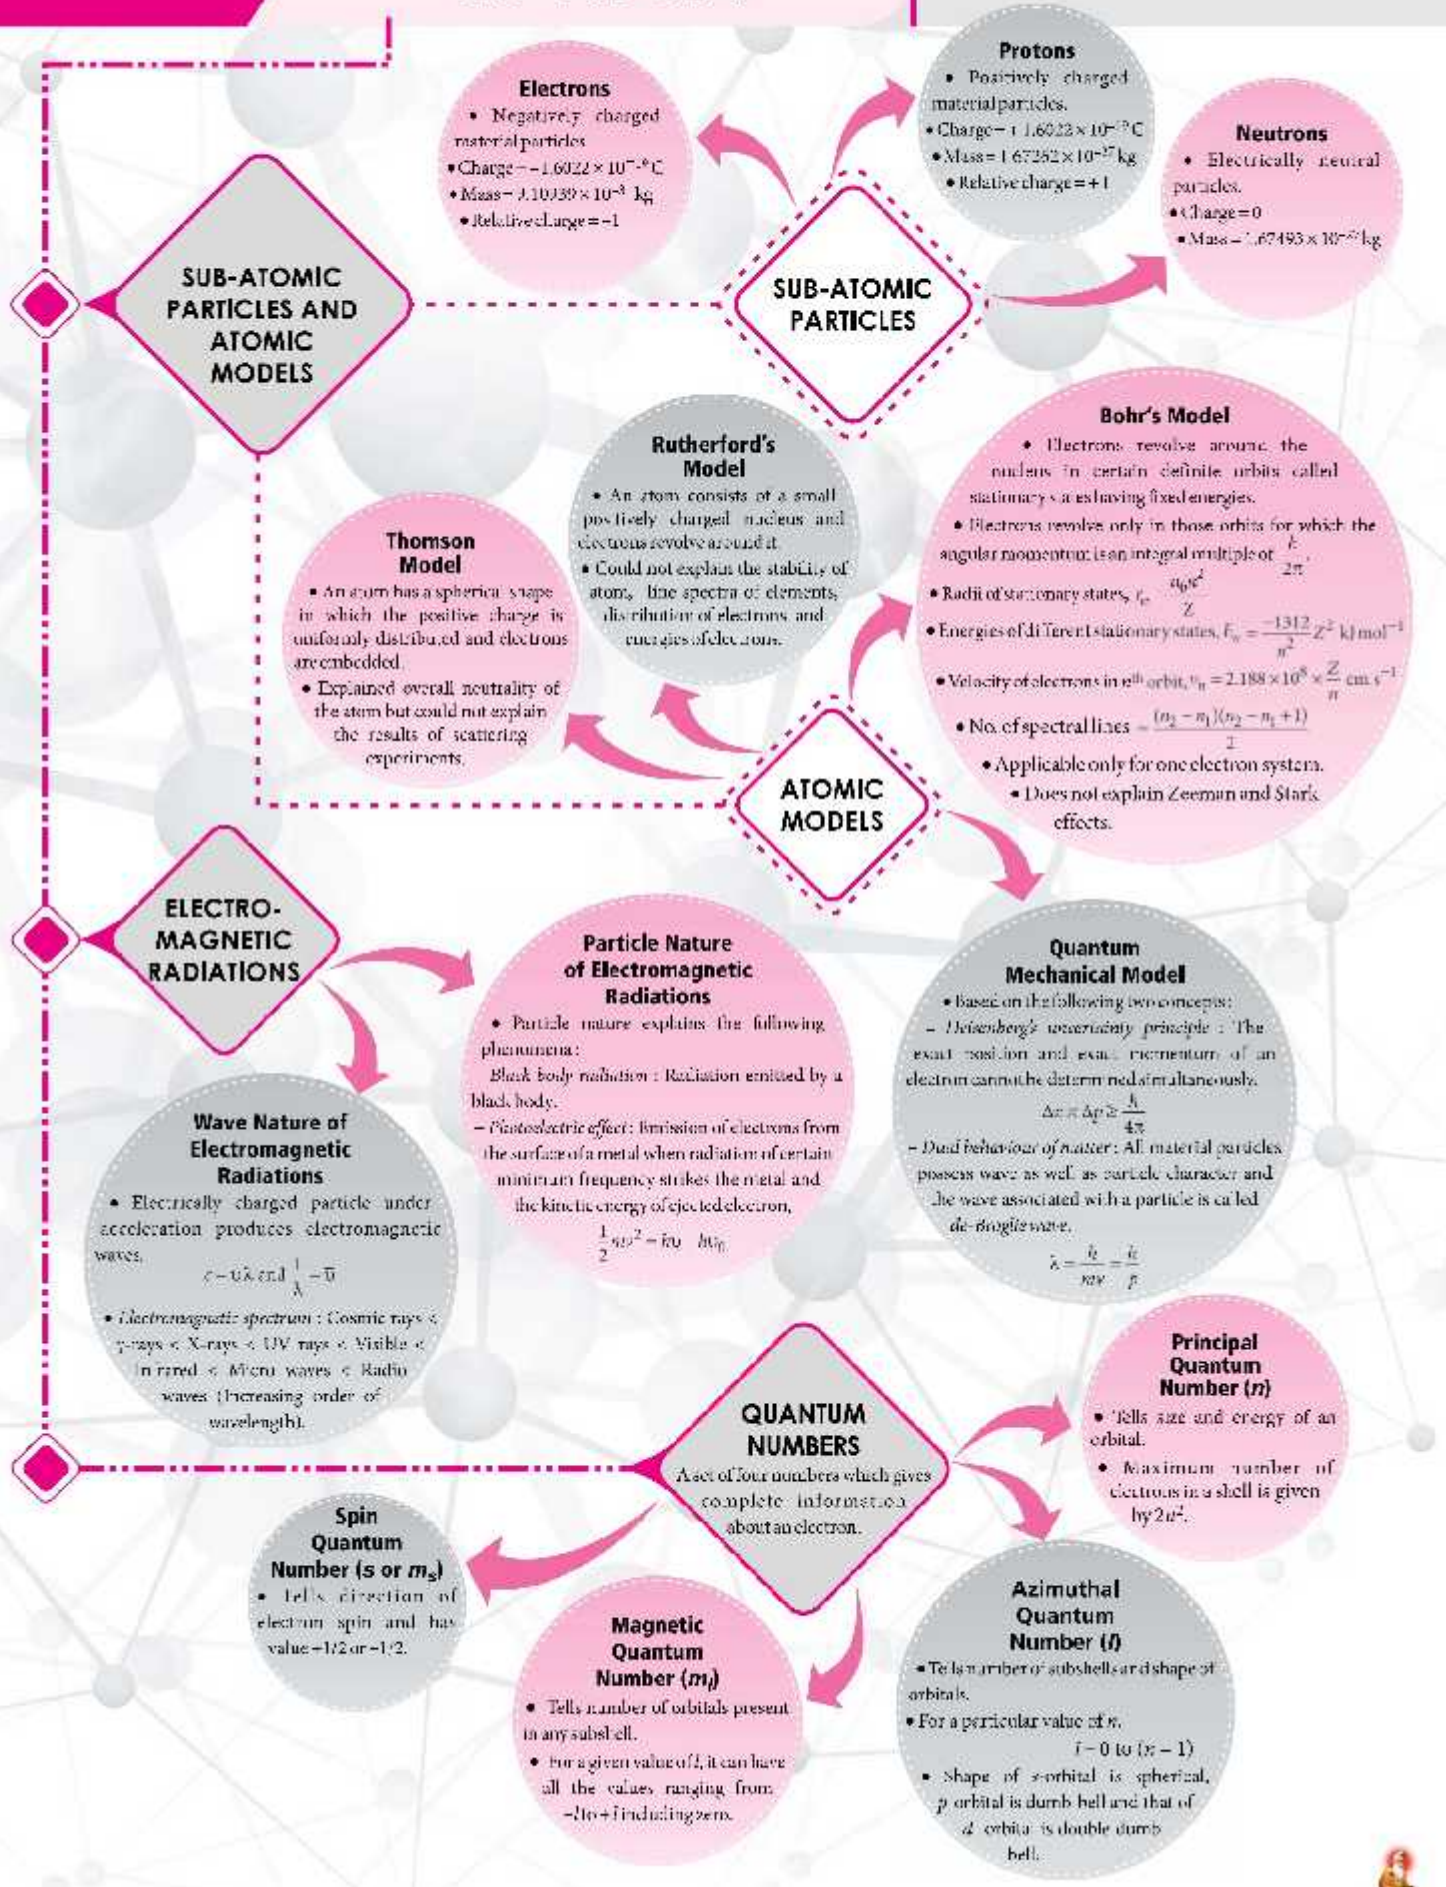 Electrons
• Negatively charged
material particles
• Charge = –1.6022 × 10
• Mass = 9.10939 × 10 kg
• Relative charge = –1
Protons
• Positively charged
material particles.
• Charge = + 1.6022 × 10 C
• Mass = 1.67262 × 10⁻²⁷ kg
• Relative charge = +1
Neutrons
• Electrically neutral
particles.
• Charge = 0
• Mass = 1.67493 × 10 kg
SUB-ATOMIC
PARTICLES AND
ATOMIC
MODELS
SUB-ATOMIC
PARTICLES
Bohr's Model
• Electrons revolve around the
nucleus in certain definite orbits called
stationary states having fixed energies.
• Electrons revolve only in those orbits for which the
angular momentum is an integral multiple of h/2π.
• Radii of stationary states, rₙ a₀n²/Z
• Energies of different stationary states, Eₙ = –1312/n² Z² kJ mol⁻¹
• Velocity of electrons in nᵗʰ orbit, vₙ = 2.188 × 10⁸ × Z/n cm s⁻¹
• No. of spectral lines = (n₂ – n₁)(n₂ – n₁ + 1)/2
• Applicable only for one electron system.
• Does not explain Zeeman and Stark
effects.
Rutherford's
Model
• An atom consists of a small
positively charged nucleus and
electrons revolve around it.
• Could not explain the stability of
atom, line spectra of elements,
distribution of electrons and
energies of electrons.
Thomson
Model
• An atom has a spherical shape
in which the positive charge is
uniformly distributed and electrons
are embedded.
• Explained overall neutrality of
the atom but could not explain
the results of scattering
experiments.
ATOMIC
MODELS
ELECTRO-
MAGNETIC
RADIATIONS
Particle Nature
of Electromagnetic
Radiations
• Particle nature explains the following
phenomena :
Black body radiation : Radiation emitted by a
black body.
– Photoelectric effect : Emission of electrons from
the surface of a metal when radiation of certain
minimum frequency strikes the metal and
the kinetic energy of ejected electron,
1/2 mv² = hυ hυ₀
Quantum
Mechanical Model
• Based on the following two concepts :
– Heisenberg's uncertainty principle : The
exact position and exact momentum of an
electron cannot be determined simultaneously.
Δx × Δp ≥ h/4π
– Dual behaviour of matter : All material particles
possess wave as well as particle character and
the wave associated with a particle is called
de-Broglie wave.
λ = h/mv = h/p
Wave Nature of
Electromagnetic
Radiations
• Electrically charged particle under
acceleration produces electromagnetic
waves.
c = υλ and 1/λ = ῡ
• Electromagnetic spectrum : Cosmic rays <
γ-rays < X-rays < UV rays < Visible <
Infrared < Micro waves < Radio
waves (Increasing order of
wavelength).
QUANTUM
NUMBERS
A set of four numbers which gives
complete information
about an electron.
Principal
Quantum
Number (n)
• Tells size and energy of an
orbital.
• Maximum number of
electrons in a shell is given
by 2n².
Spin
Quantum
Number (s or mₛ)
• Tells direction of
electron spin and has
value +1/2 or –1/2.
Magnetic
Quantum
Number (mₗ)
• Tells number of orbitals present
in any subshell.
• For a given value of l, it can have
all the values ranging from
–l to +l including zero.
Azimuthal
Quantum
Number (l)
• Tells number of subshells and shape of
orbitals.
• For a particular value of n,
l = 0 to (n – 1)
• Shape of s-orbital is spherical,
p orbital is dumb bell and that of
d orbital is double dumb
bell.